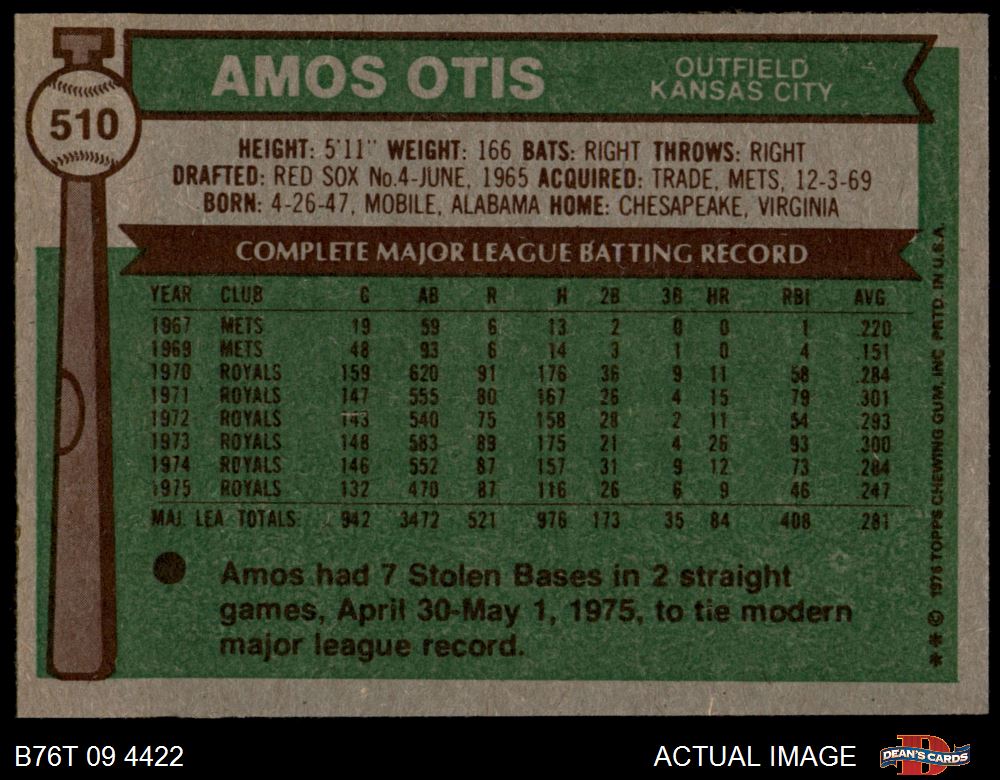 AMOS OTIS
OUTFIELD
KANSAS CITY
510
HEIGHT: 5'11" WEIGHT: 166 BATS: RIGHT THROWS: RIGHT
DRAFTED: RED SOX No.4-JUNE, 1965 ACQUIRED: TRADE, METS, 12-3-69
BORN: 4-26-47, MOBILE, ALABAMA HOME: CHESAPEAKE, VIRGINIA
COMPLETE MAJOR LEAGUE BATTING RECORD
YEAR CLUB G AB R H 2B 3B HR RBI AVG.
1967 METS 19 59 6 13 2 0 0 1 .220
1969 METS 48 93 6 14 3 1 0 4 .151
1970 ROYALS 159 620 91 176 36 9 11 58 .284
1971 ROYALS 147 555 80 167 26 4 15 79 .301
1972 ROYALS 143 540 75 158 28 2 11 54 .293
1973 ROYALS 148 583 89 175 21 4 26 93 .300
1974 ROYALS 146 552 87 157 31 9 12 73 .284
1975 ROYALS 132 470 87 116 26 6 9 46 .247
MAJ. LEA. TOTALS 942 3472 521 976 173 35 84 408 .281
Amos had 7 Stolen Bases in 2 straight
games, April 30-May 1, 1975, to tie modern
major league record.
**© 1976 TOPPS CHEWING GUM, INC. PRTD. IN U.S.A.
B76T 09 4422
ACTUAL IMAGE
DEAN'S CARDS